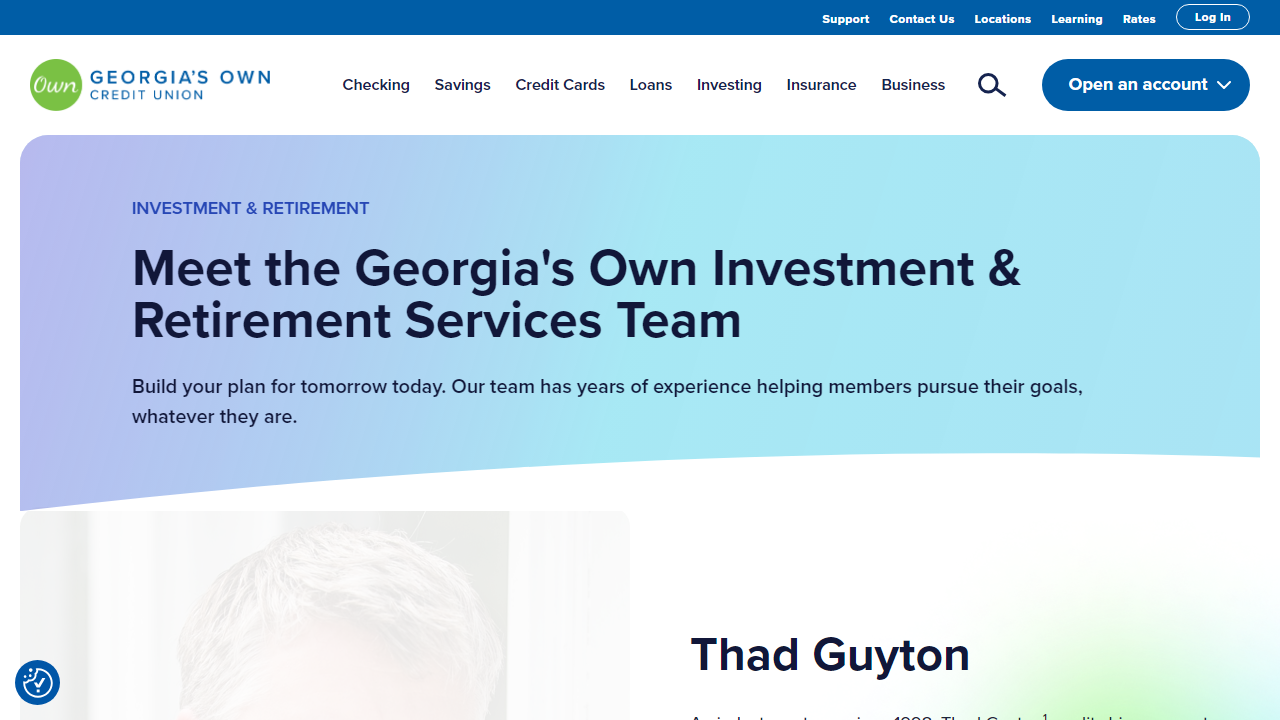 Support Contact Us Locations Learning Rates Log In
Own GEORGIA'S OWN
CREDIT UNION
Checking Savings Credit Cards Loans Investing Insurance Business Open an account
INVESTMENT & RETIREMENT
Meet the Georgia's Own Investment &
Retirement Services Team
Build your plan for tomorrow today. Our team has years of experience helping members pursue their goals,
whatever they are.
Thad Guyton